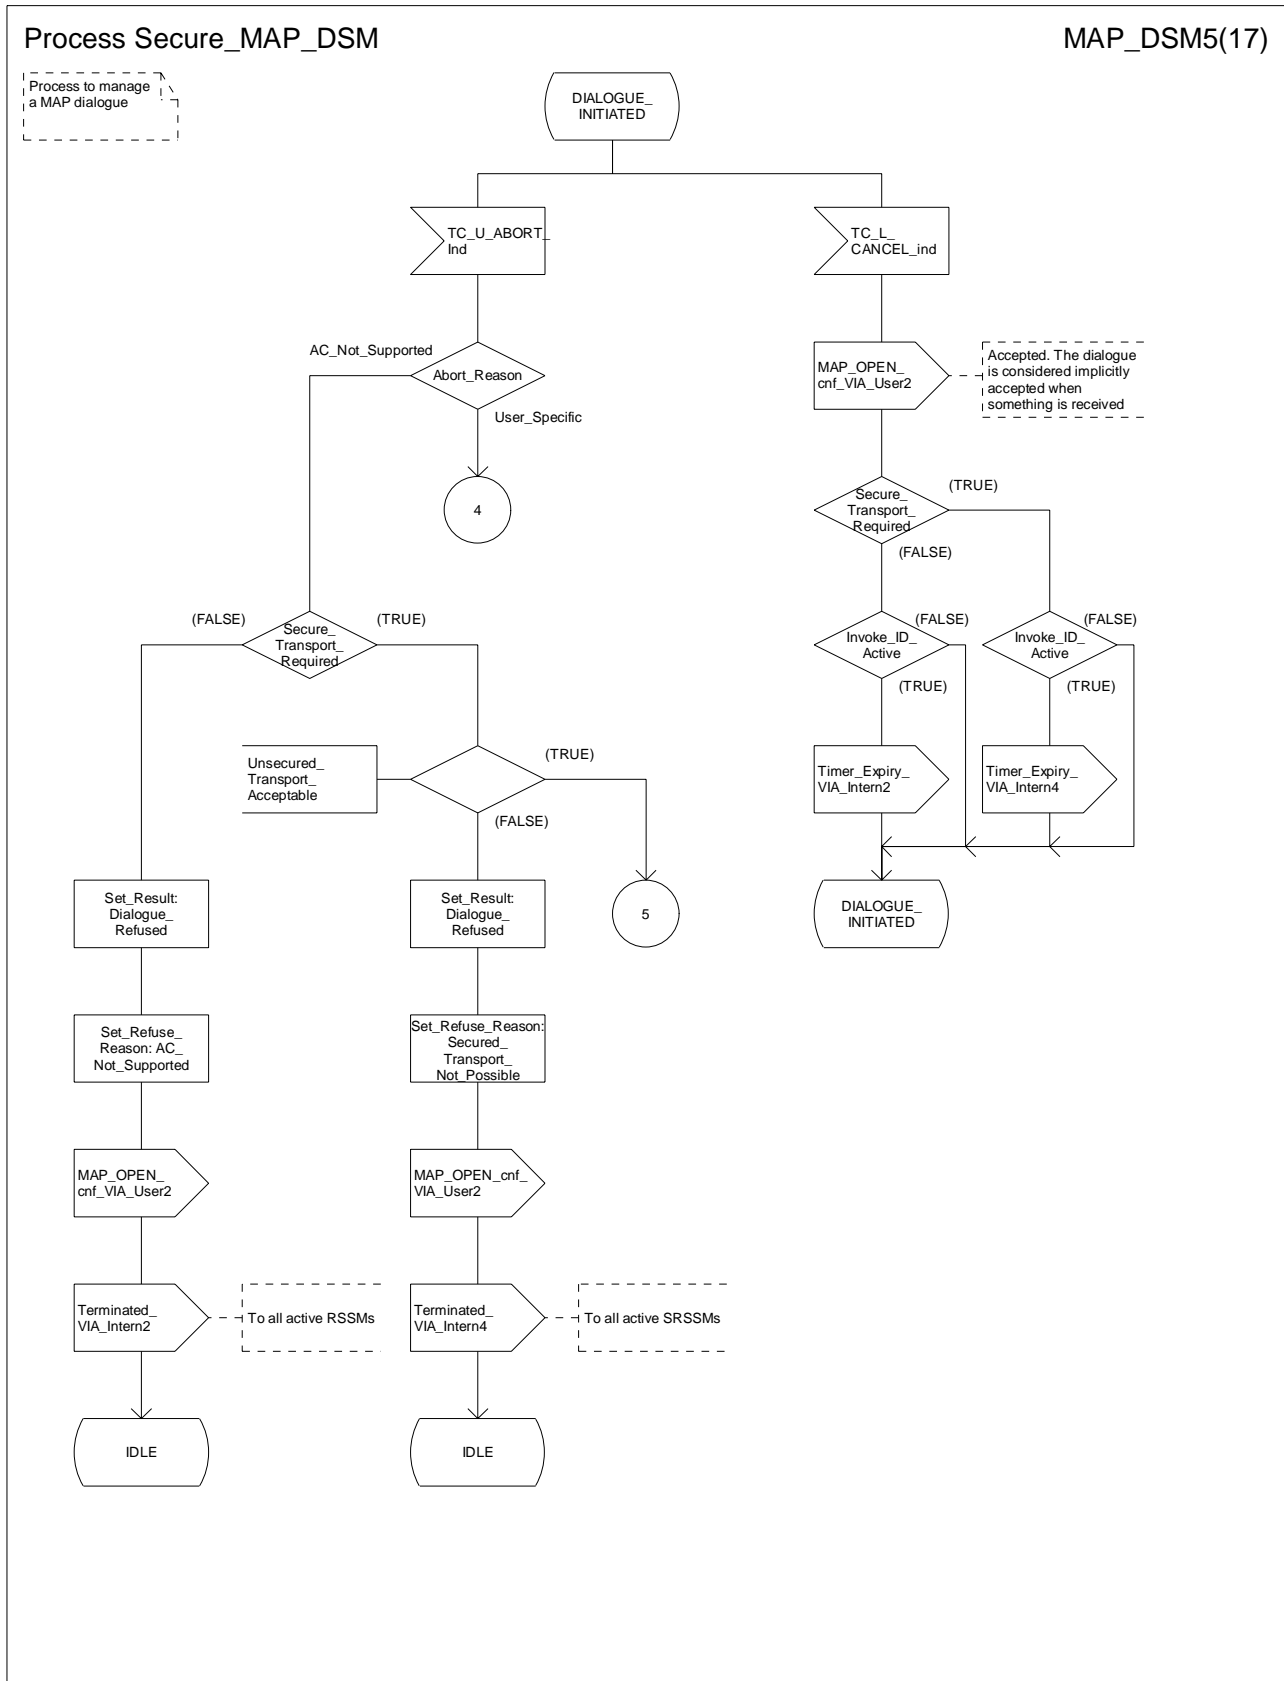 Process Secure_MAP_DSM
MAP_DSM5(17)
Process to manage
a MAP dialogue
DIALOGUE_
INITIATED
TC_U_ABORT_
Ind
TC_L_
CANCEL_ind
AC_Not_Supported
Abort_Reason
User_Specific
4
MAP_OPEN_
cnf_VIA_User2
Accepted. The dialogue
is considered implicitly
accepted when
something is received
Secure_
Transport_
Required
(TRUE)
(FALSE)
(FALSE)
Secure_
Transport_
Required
(TRUE)
Invoke_ID_
Active
(FALSE)
(TRUE)
Invoke_ID_
Active
(FALSE)
(TRUE)
Unsecured_
Transport_
Acceptable
(TRUE)
(FALSE)
Timer_Expiry_
VIA_Intern2
Timer_Expiry_
VIA_Intern4
Set_Result:
Dialogue_
Refused
Set_Result:
Dialogue_
Refused
5
DIALOGUE_
INITIATED
Set_Refuse_
Reason: AC_
Not_Supported
Set_Refuse_Reason:
Secured_
Transport_
Not_Possible
MAP_OPEN_
cnf_VIA_User2
MAP_OPEN_cnf_
VIA_User2
Terminated_
VIA_Intern2
To all active RSSMs
Terminated_
VIA_Intern4
To all active SRSSMs
IDLE
IDLE